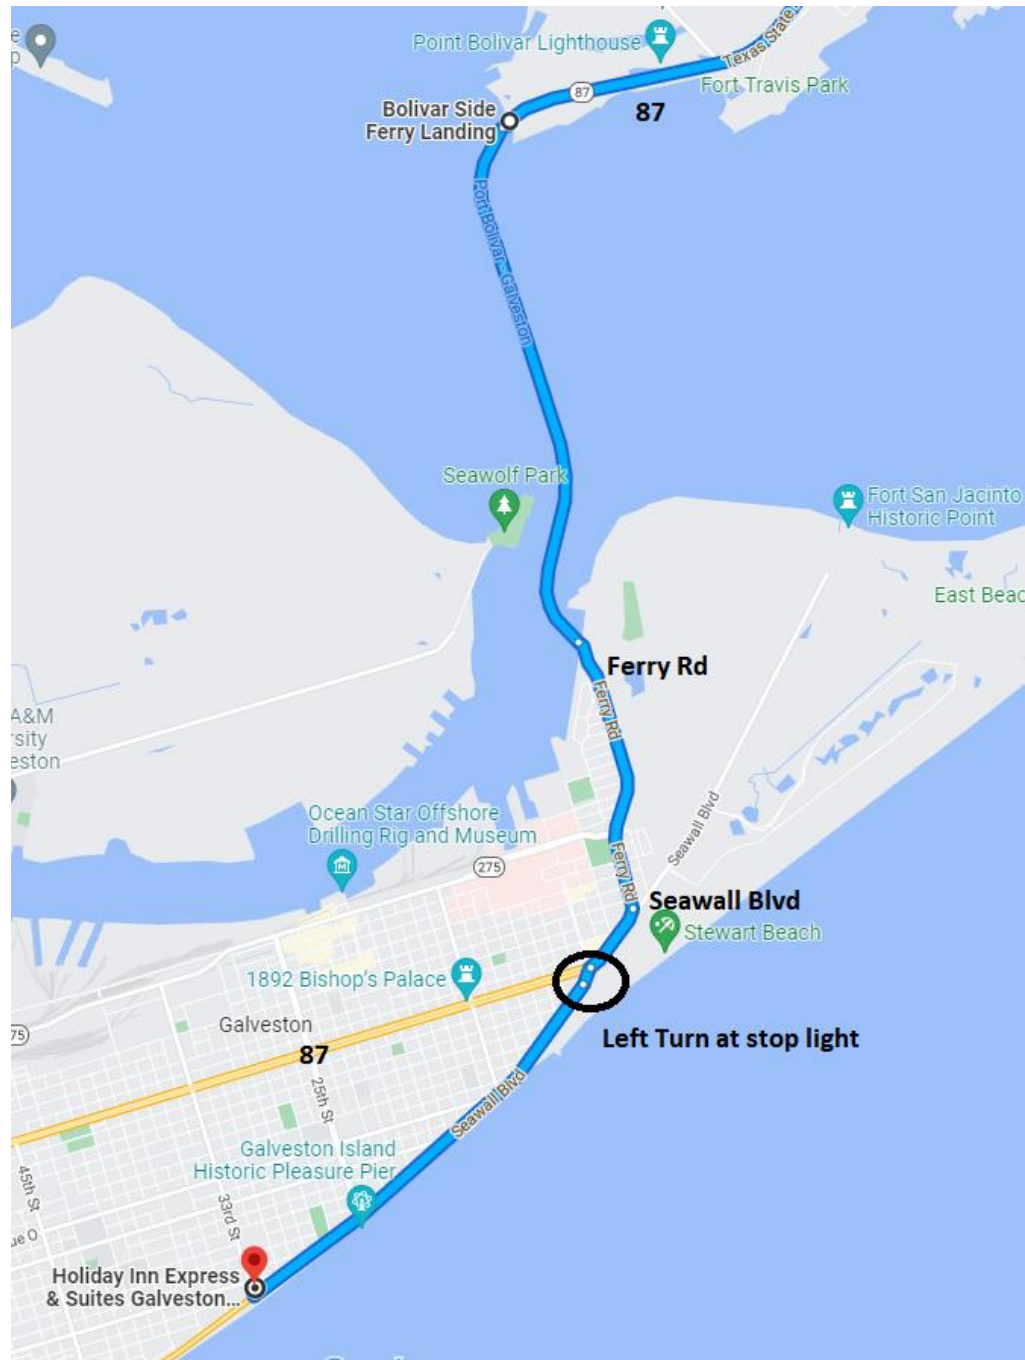 Point Bolivar Lighthouse
Texas State
Fort Travis Park
87
87
Bolivar Side
Ferry Landing
Port Bolivar - Galveston
Seawolf Park
Fort San Jacinto
Historic Point
East Beac
Ferry Rd
Ferry Rd
A&M
rsity
eston
Seawall Blvd
Ocean Star Offshore
Drilling Rig and Museum
275
Ferry Rd
Seawall Blvd
Stewart Beach
1892 Bishop's Palace
75
Galveston
87
Left Turn at stop light
25th St
Seawall Blvd
Galveston Island
Historic Pleasure Pier
45th St
33rd St
ue O
Holiday Inn Express
& Suites Galveston...